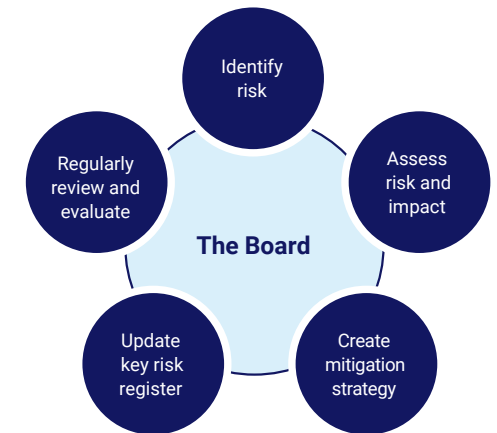 Identify
risk
Assess
risk and
impact
Create
mitigation
strategy
Update
key risk
register
Regularly
review and
evaluate
The Board